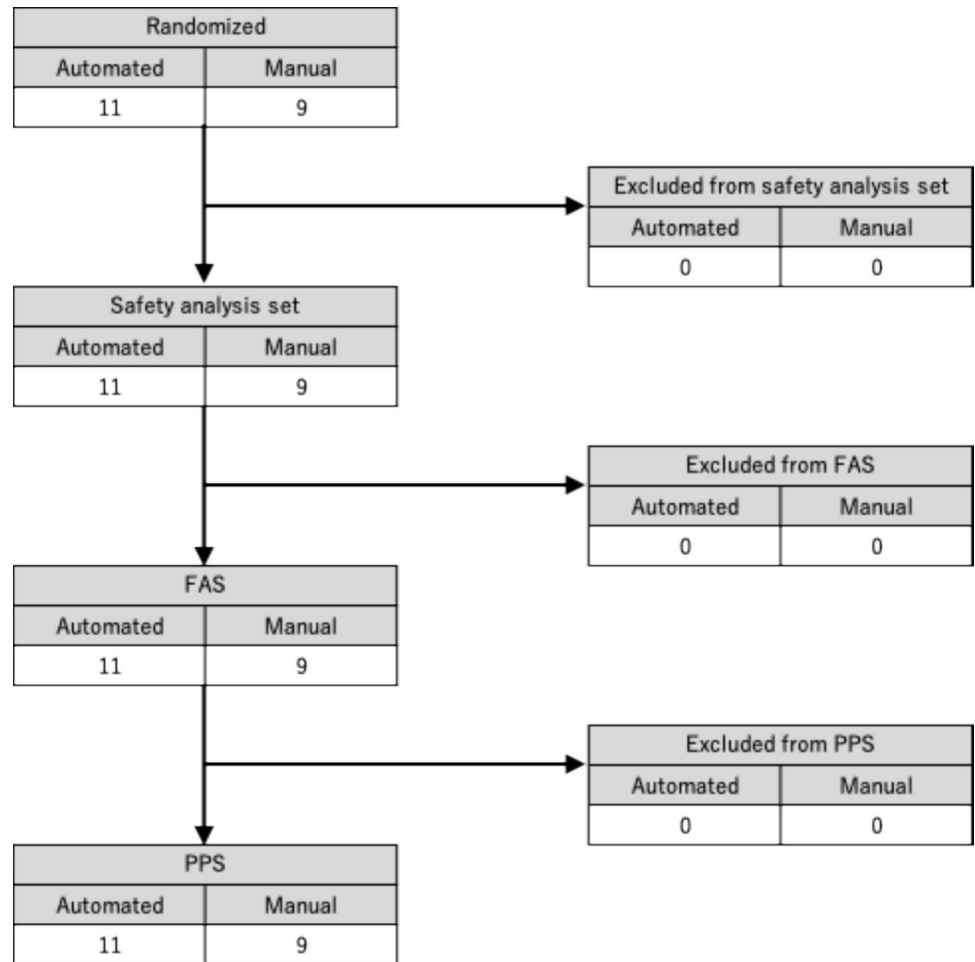 Randomized
Automated Manual
11 9
Excluded from safety analysis set
Automated Manual
0 0
Safety analysis set
Automated Manual
11 9
Excluded from FAS
Automated Manual
0 0
FAS
Automated Manual
11 9
Excluded from PPS
Automated Manual
0 0
PPS
Automated Manual
11 9